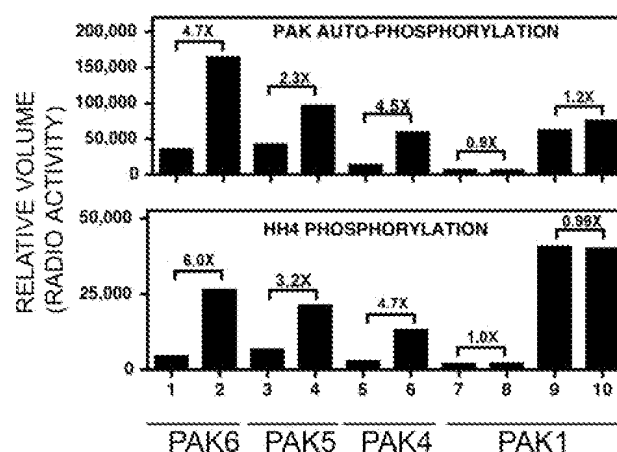 RELATIVE VOLUME
(RADIO ACTIVITY)
PAK AUTO-PHOSPHORYLATION
200,000
150,000
100,000
50,000
0
4.7X
2.3X
4.5X
0.9X
1.2X
HH4 PHOSPHORYLATION
50,000
25,000
0
6.0X
3.2X
4.7X
1.0X
0.99X
1 2 3 4 5 6 7 8 9 10
PAK6 PAK5 PAK4 PAK1